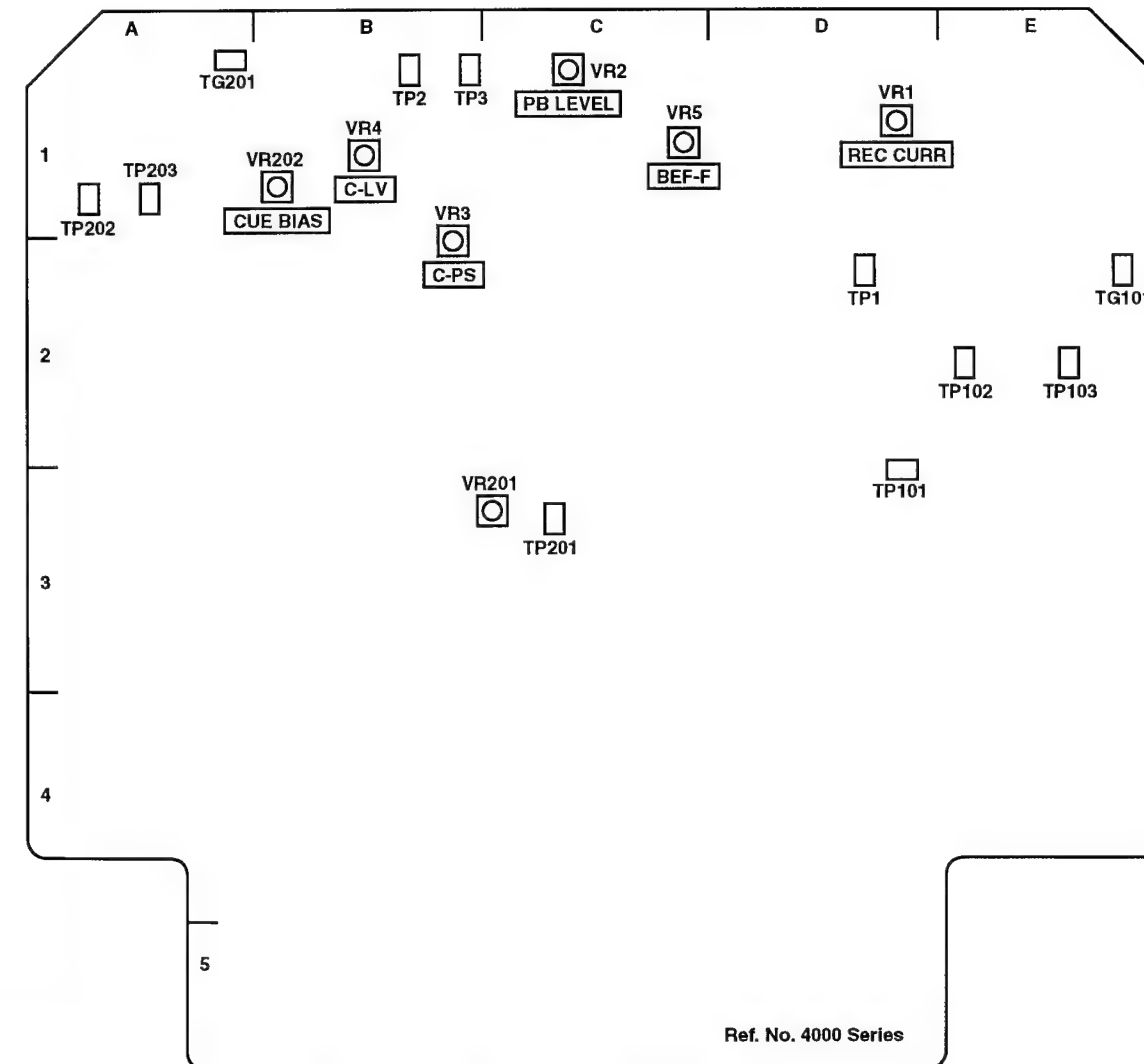 A B C D E
TG201
TP2 TP3
VR2
PB LEVEL
VR1
REC CURR
VR5
BEF-F
VR4
C-LV
1
TP203
TP202
VR202
CUE BIAS
VR3
C-PS
TP1
TG101
2
TP102 TP103
TP101
VR201
TP201
3
4
5
Ref. No. 4000 Series